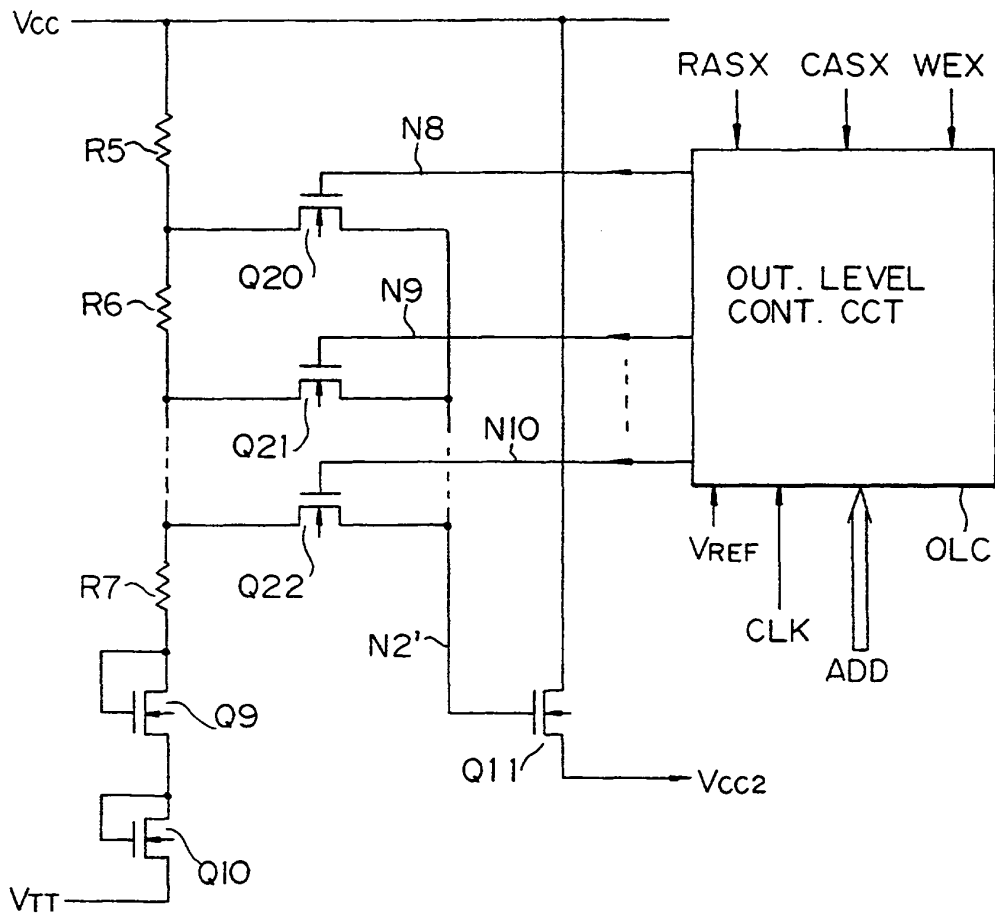 VCC
RASX CASX WEX
R5
N8
Q20
OUT. LEVEL
CONT. CCT
R6
N9
Q21
N10
Q22
VREF
OLC
R7
CLK
N2'
ADD
Q9
Q11
VCC2
Q10
VTT